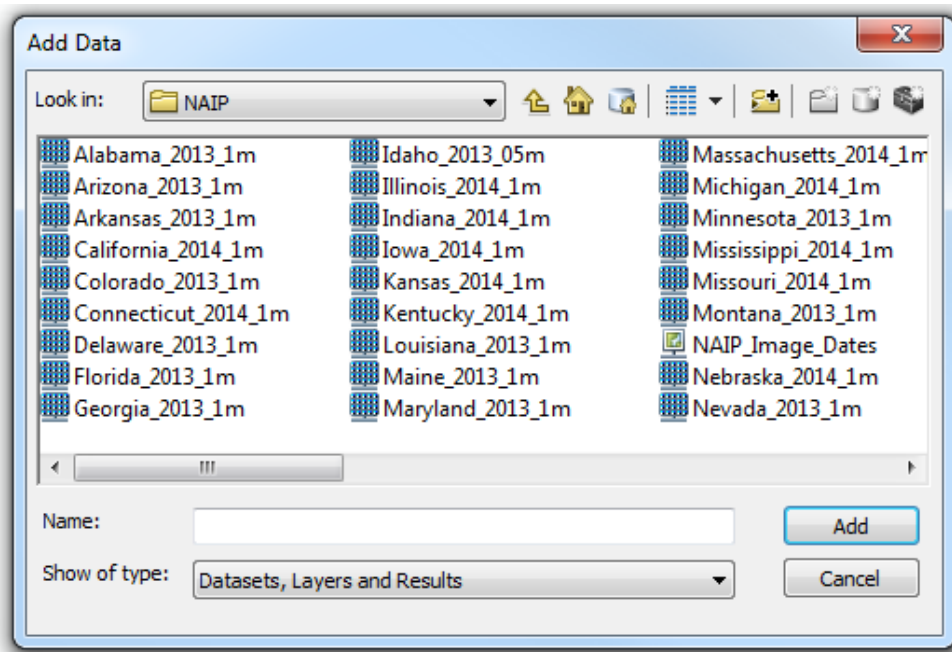 Add Data
Look in: NAIP
Alabama_2013_1m
Arizona_2013_1m
Arkansas_2013_1m
California_2014_1m
Colorado_2013_1m
Connecticut_2014_1m
Delaware_2013_1m
Florida_2013_1m
Georgia_2013_1m
Idaho_2013_05m
Illinois_2014_1m
Indiana_2014_1m
Iowa_2014_1m
Kansas_2014_1m
Kentucky_2014_1m
Louisiana_2013_1m
Maine_2013_1m
Maryland_2013_1m
Massachusetts_2014_1m
Michigan_2014_1m
Minnesota_2013_1m
Mississippi_2014_1m
Missouri_2014_1m
Montana_2013_1m
NAIP_Image_Dates
Nebraska_2014_1m
Nevada_2013_1m
Name:
Add
Show of type: Datasets, Layers and Results
Cancel